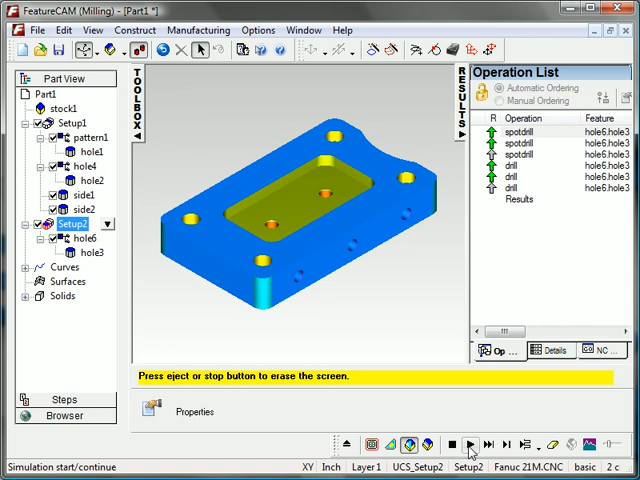 FeatureCAM (Milling) - [Part1 *]
File Edit View Construct Manufacturing Options Window Help
Part View
Part1
stock1
Setup1
pattern1
hole1
hole4
hole2
side1
side2
Setup2
hole6
hole3
Curves
Surfaces
Solids
Steps
Browser
TOOLBOX
RESULTS
Operation List
Automatic Ordering
Manual Ordering
R Operation Feature
spotdrill hole6.hole3
spotdrill hole6.hole3
spotdrill hole6.hole3
drill hole6.hole3
drill hole6.hole3
drill hole6.hole3
Results
Op ... Details NC ...
Press eject or stop button to erase the screen.
Properties
Simulation start/continue XY Inch Layer1 UCS_Setup2 Setup2 Fanuc 21M.CNC basic 2 c